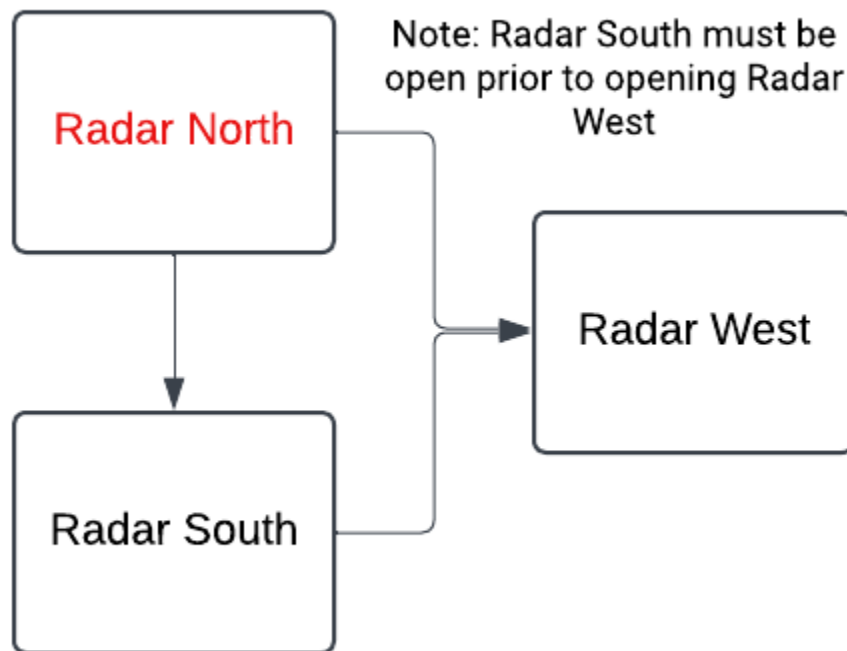 Radar North
Note: Radar South must be
open prior to opening Radar
West
Radar West
Radar South